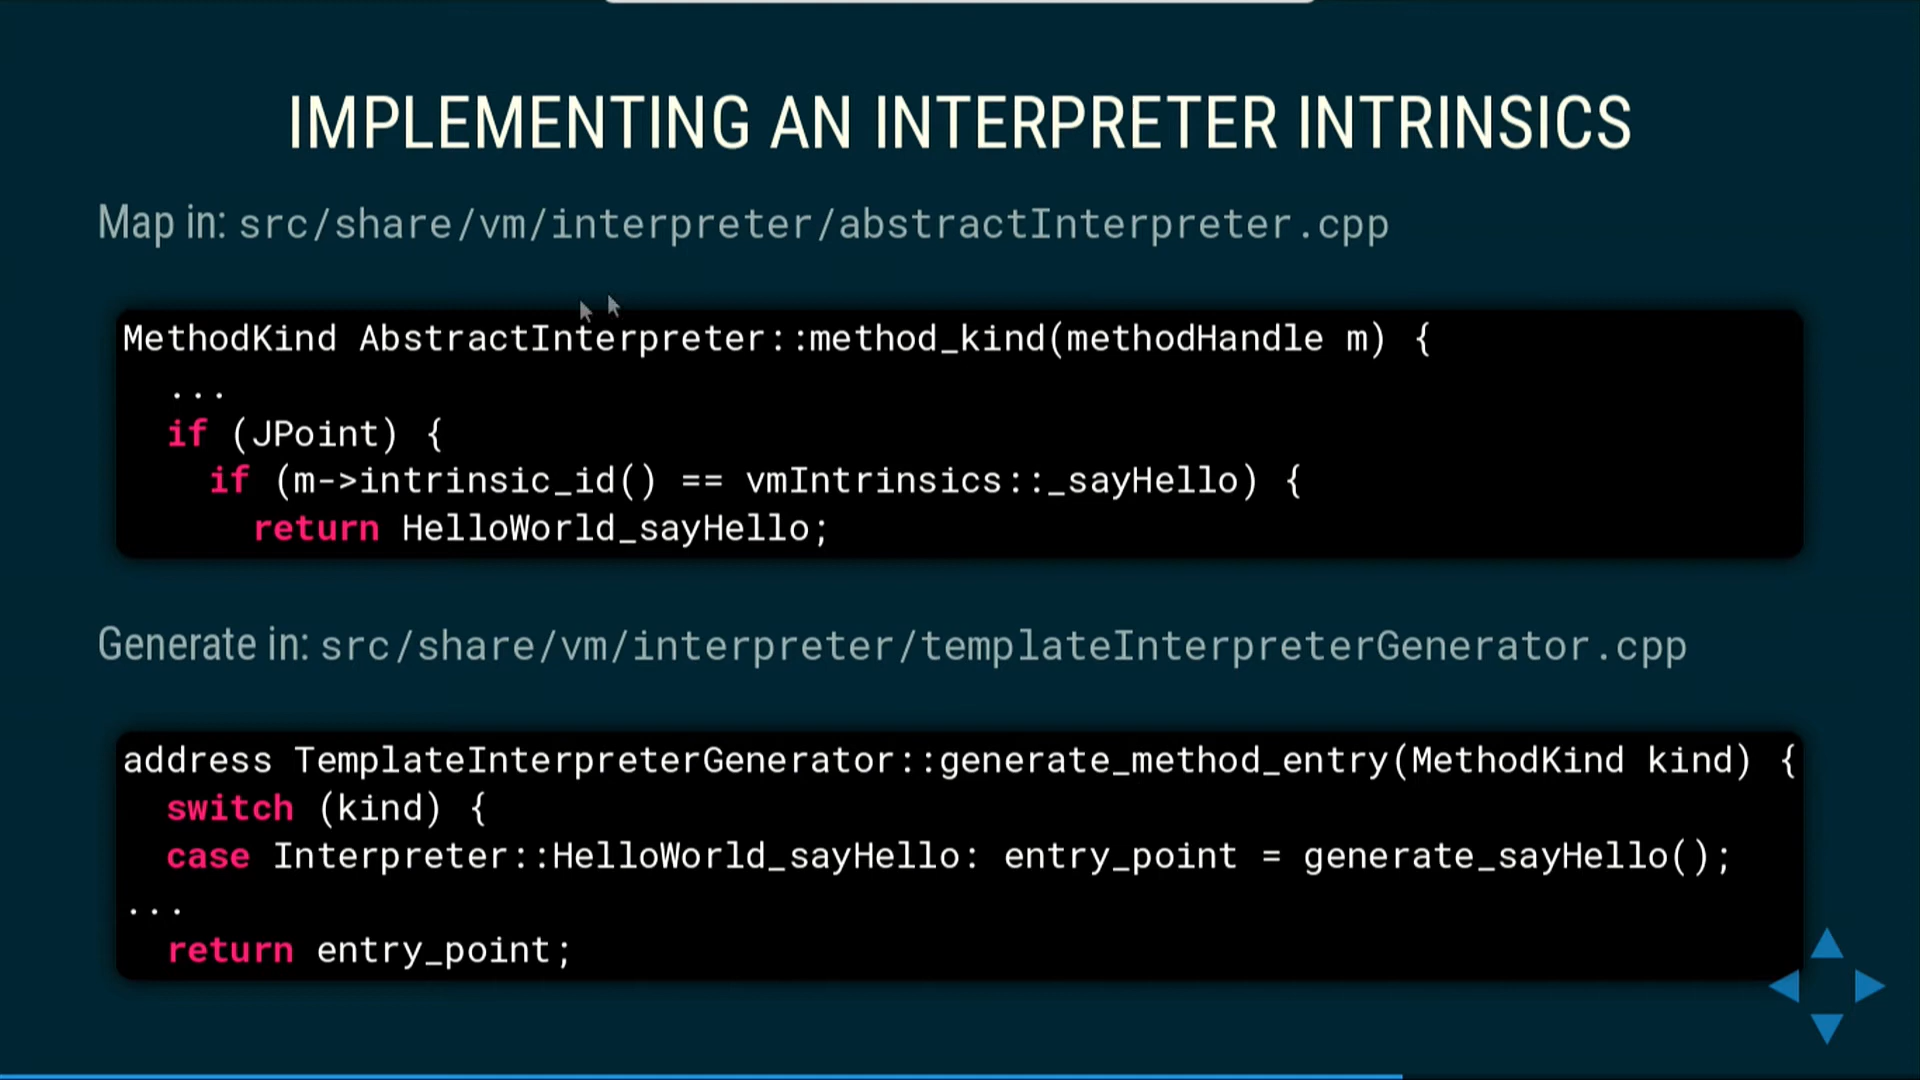 IMPLEMENTING AN INTERPRETER INTRINSICS
Map in: src/share/vm/interpreter/abstractInterpreter.cpp
MethodKind AbstractInterpreter::method_kind(methodHandle m) {
  ...
  if (JPoint) {
    if (m->intrinsic_id() == vmIntrinsics::_sayHello) {
      return HelloWorld_sayHello;
Generate in: src/share/vm/interpreter/templateInterpreterGenerator.cpp
address TemplateInterpreterGenerator::generate_method_entry(MethodKind kind) {
  switch (kind) {
  case Interpreter::HelloWorld_sayHello: entry_point = generate_sayHello();
...
  return entry_point;